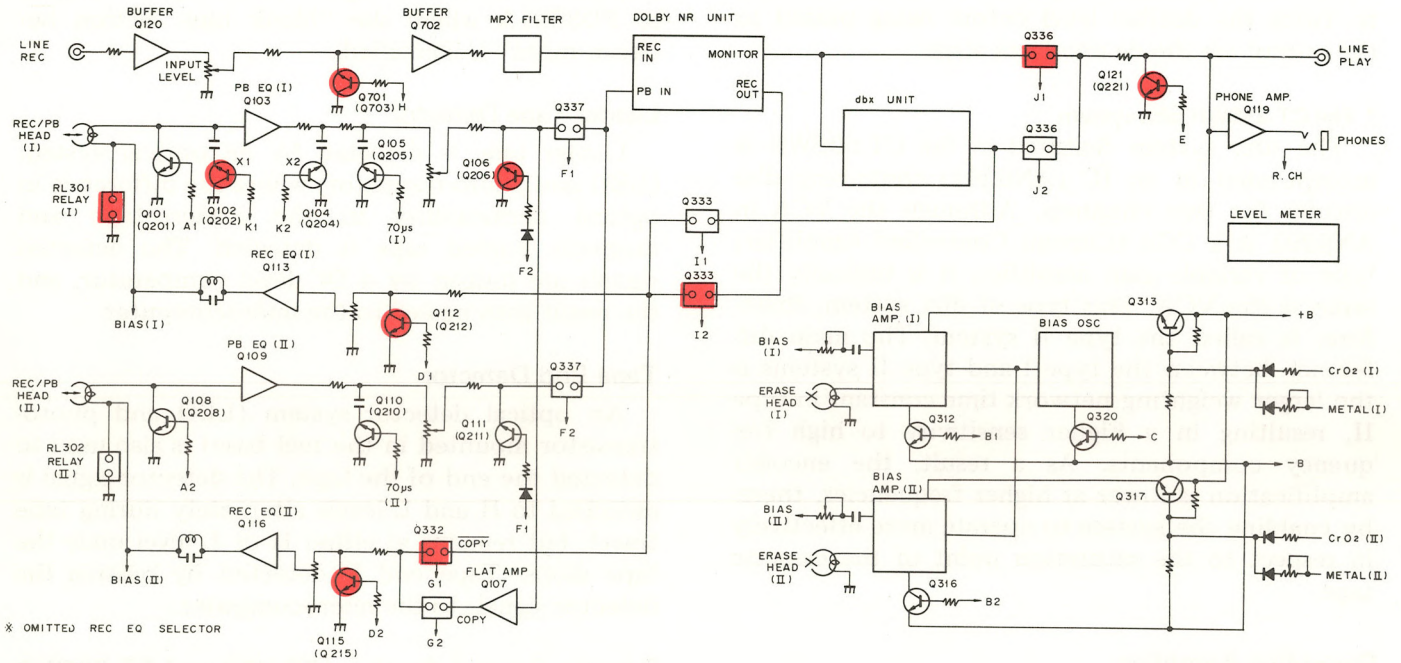 BUFFER
Q120
BUFFER
Q702
MPX FILTER
DOLBY NR UNIT
LINE
REC
INPUT
LEVEL
REC
IN
MONITOR
Q336
LINE
PLAY
Q701
(Q703)
H
PB IN
REC
OUT
J1
Q121
(Q221)
E
PB EQ(I)
Q103
Q337
dbx UNIT
Q336
PHONE AMP.
Q119
REC/PB
HEAD
(I)
X1
X2
Q105
(Q205)
Q106
(Q206)
F1
J2
PHONES
R.CH
RL301
RELAY
(I)
Q101
(Q201)
A1
Q102
(Q202)
K1
K2
Q104
(Q204)
70µs
(I)
F2
Q333
I1
LEVEL METER
REC EQ(I)
Q113
Q333
I2
BIAS(I)
Q112
(Q212)
D1
BIAS
AMP.(I)
BIAS OSC
Q313
+B
BIAS
(I)
PB EQ(II)
Q109
Q337
F2
CrO2(I)
METAL(I)
REC/PB
HEAD
(II)
ERASE
HEAD
(I)
Q108
(Q208)
A2
Q110
(Q210)
70µs
(II)
Q111
(Q211)
F1
Q312
B1
Q320
C
-B
RL302
RELAY
(II)
BIAS
AMP.(II)
Q317
BIAS
(II)
REC EQ(II)
Q116
Q332
COPY
G1
CrO2(II)
METAL(II)
BIAS(II)
FLAT AMP
Q107
ERASE
HEAD
(II)
COPY
G2
Q316
B2
Q115
(Q215)
D2
※ OMITTED REC EQ SELECTOR